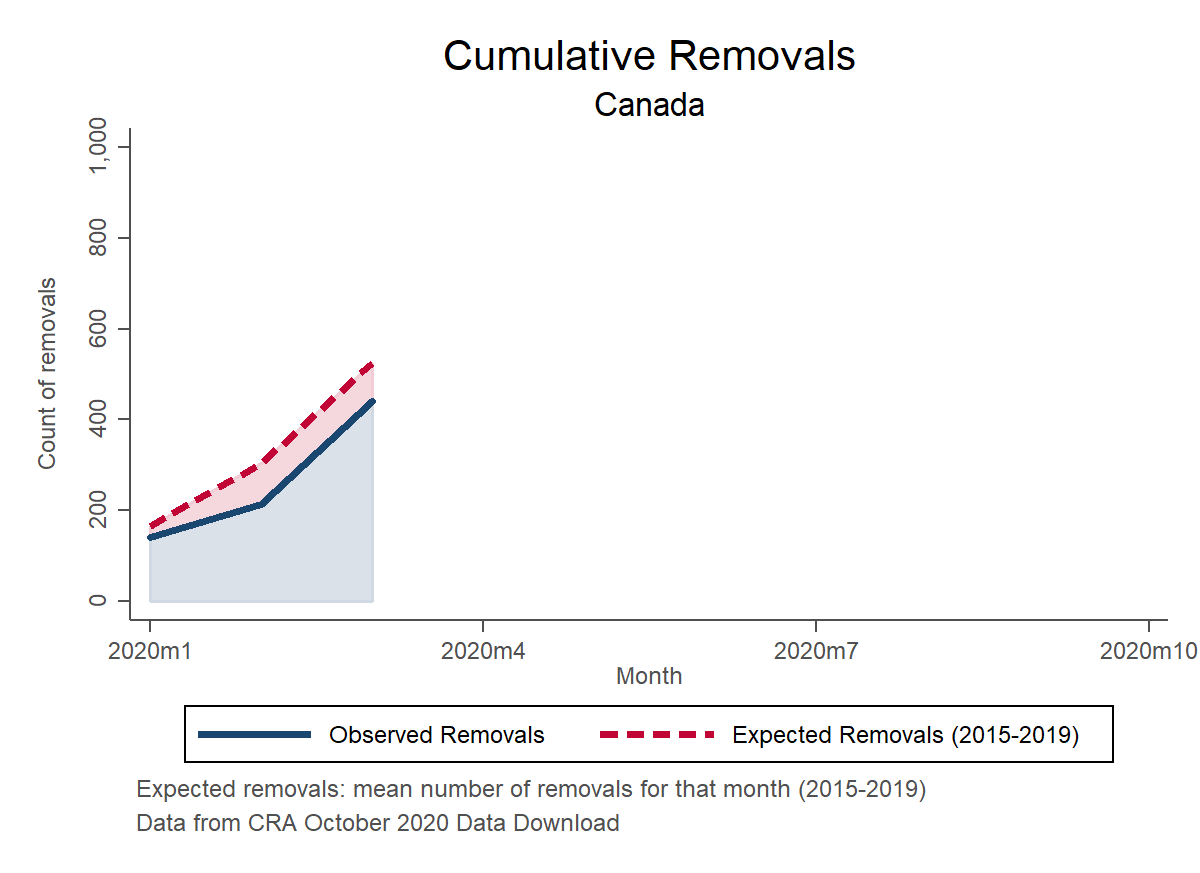 Cumulative Removals
Canada
1,000
800
600
400
200
0
Count of removals
2020m1 2020m4 2020m7 2020m10
Month
Observed Removals Expected Removals (2015-2019)
Expected removals: mean number of removals for that month (2015-2019)
Data from CRA October 2020 Data Download